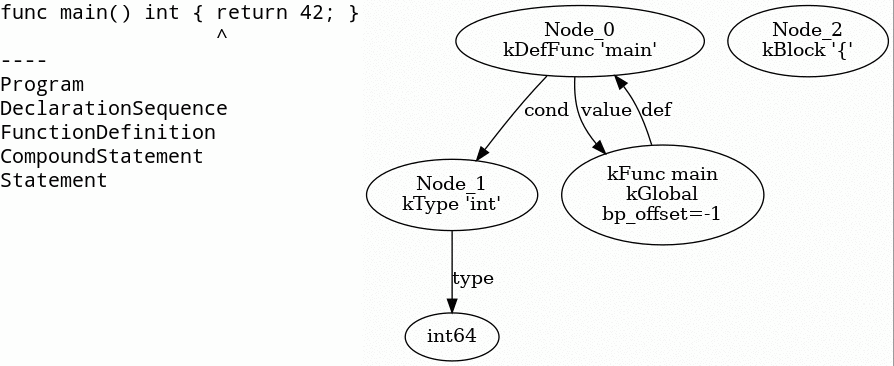 func main() int { return 42; }
^
----
Program
DeclarationSequence
FunctionDefinition
CompoundStatement
Statement
Node_0
kDefFunc 'main'
Node_2
kBlock '{'
cond
value
def
Node_1
kType 'int'
kFunc main
kGlobal
bp_offset=-1
type
int64